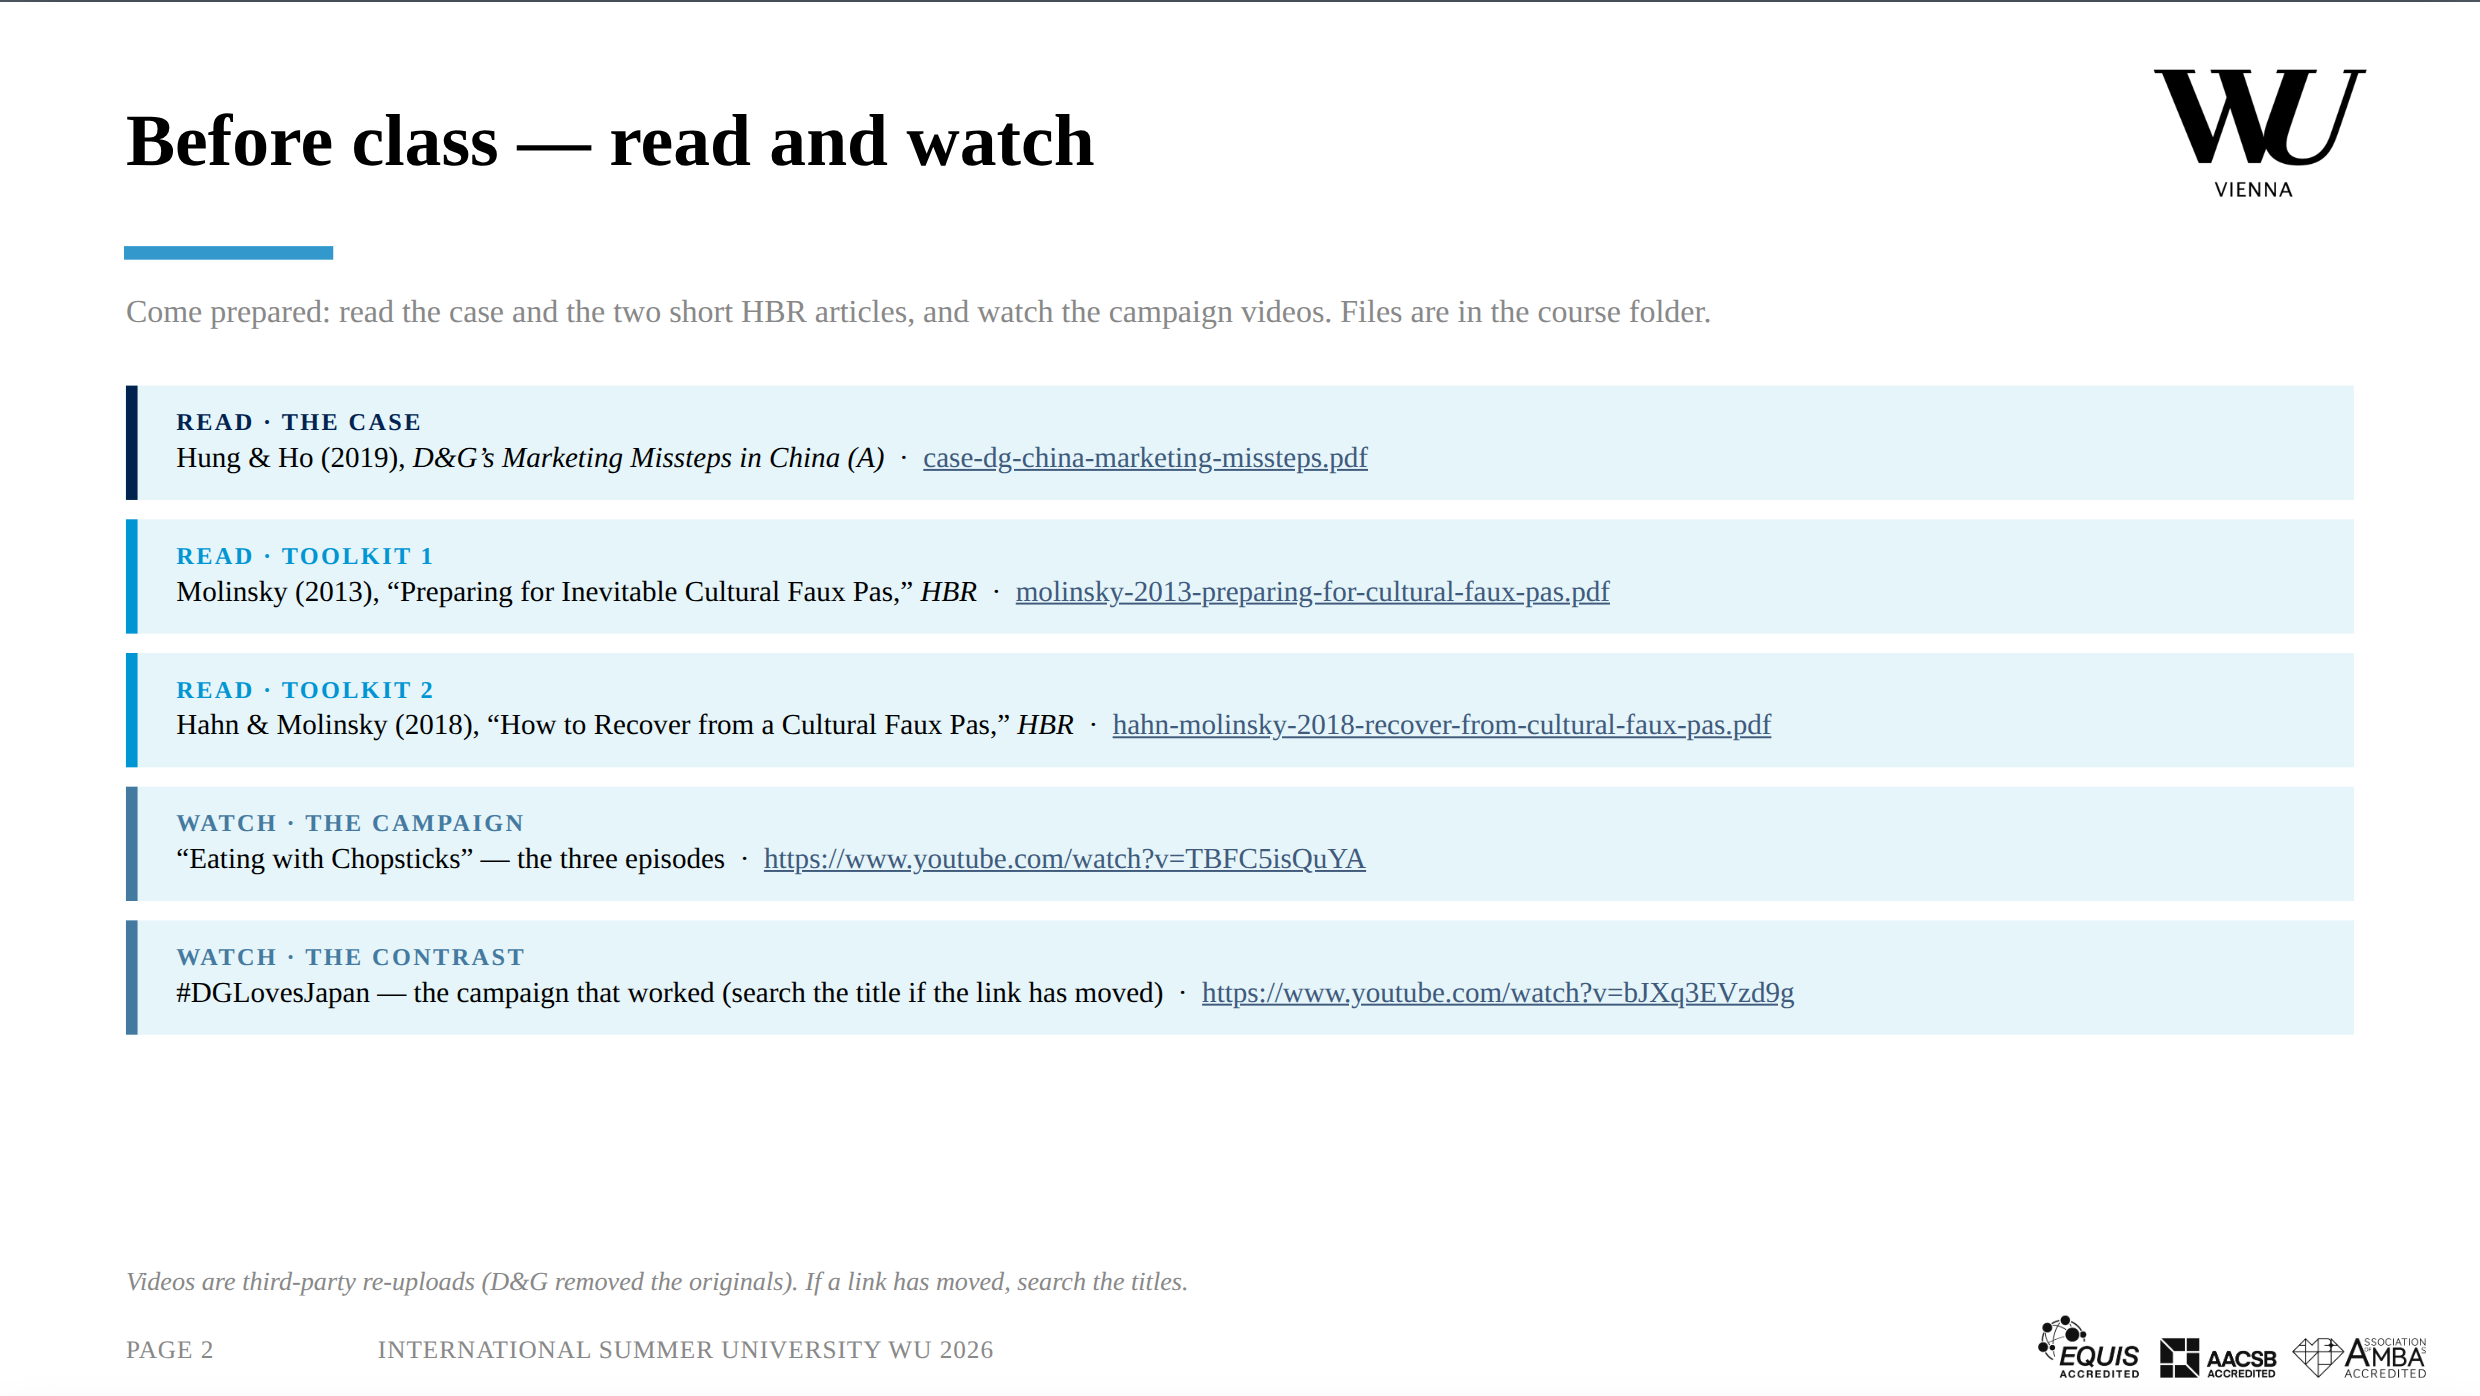 WU
VIENNA
Before class — read and watch
Come prepared: read the case and the two short HBR articles, and watch the campaign videos. Files are in the course folder.
READ · THE CASE
Hung & Ho (2019), D&G’s Marketing Missteps in China (A) · case-dg-china-marketing-missteps.pdf
READ · TOOLKIT 1
Molinsky (2013), “Preparing for Inevitable Cultural Faux Pas,” HBR · molinsky-2013-preparing-for-cultural-faux-pas.pdf
READ · TOOLKIT 2
Hahn & Molinsky (2018), “How to Recover from a Cultural Faux Pas,” HBR · hahn-molinsky-2018-recover-from-cultural-faux-pas.pdf
WATCH · THE CAMPAIGN
“Eating with Chopsticks” — the three episodes · https://www.youtube.com/watch?v=TBFC5isQuYA
WATCH · THE CONTRAST
#DGLovesJapan — the campaign that worked (search the title if the link has moved) · https://www.youtube.com/watch?v=bJXq3EVzd9g
Videos are third-party re-uploads (D&G removed the originals). If a link has moved, search the titles.
PAGE 2 INTERNATIONAL SUMMER UNIVERSITY WU 2026
EQUIS
ACCREDITED
AACSB
ACCREDITED
ASSOCIATION
OF AMBAS
ACCREDITED